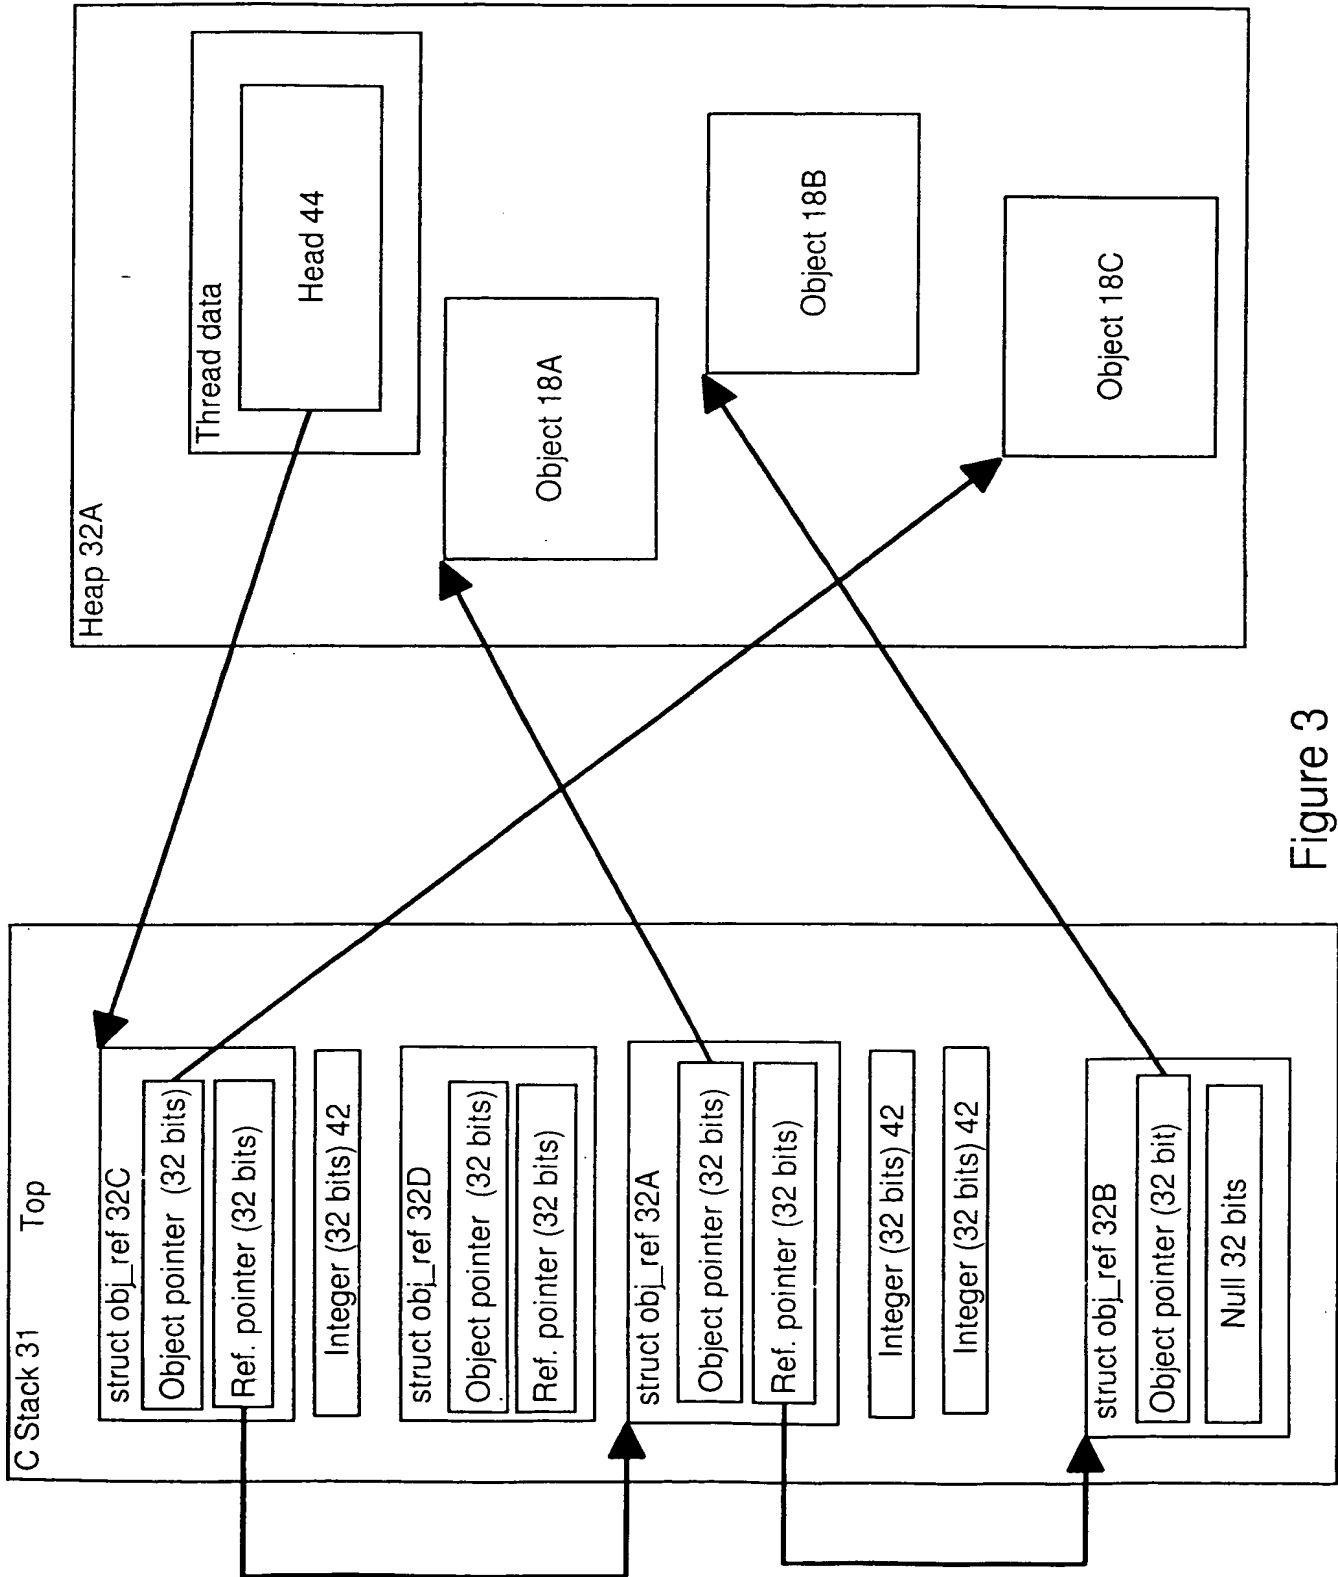 C Stack 31 Top
struct obj_ref 32C
Object pointer (32 bits)
Ref. pointer (32 bits)
Integer (32 bits) 42
struct obj_ref 32D
Object pointer (32 bits)
Ref. pointer (32 bits)
struct obj_ref 32A
Object pointer (32 bits)
Ref. pointer (32 bits)
Integer (32 bits) 42
Integer (32 bits) 42
struct obj_ref 32B
Object pointer (32 bit)
Null 32 bits
Heap 32A
Thread data
Head 44
Object 18A
Object 18B
Object 18C
Figure 3